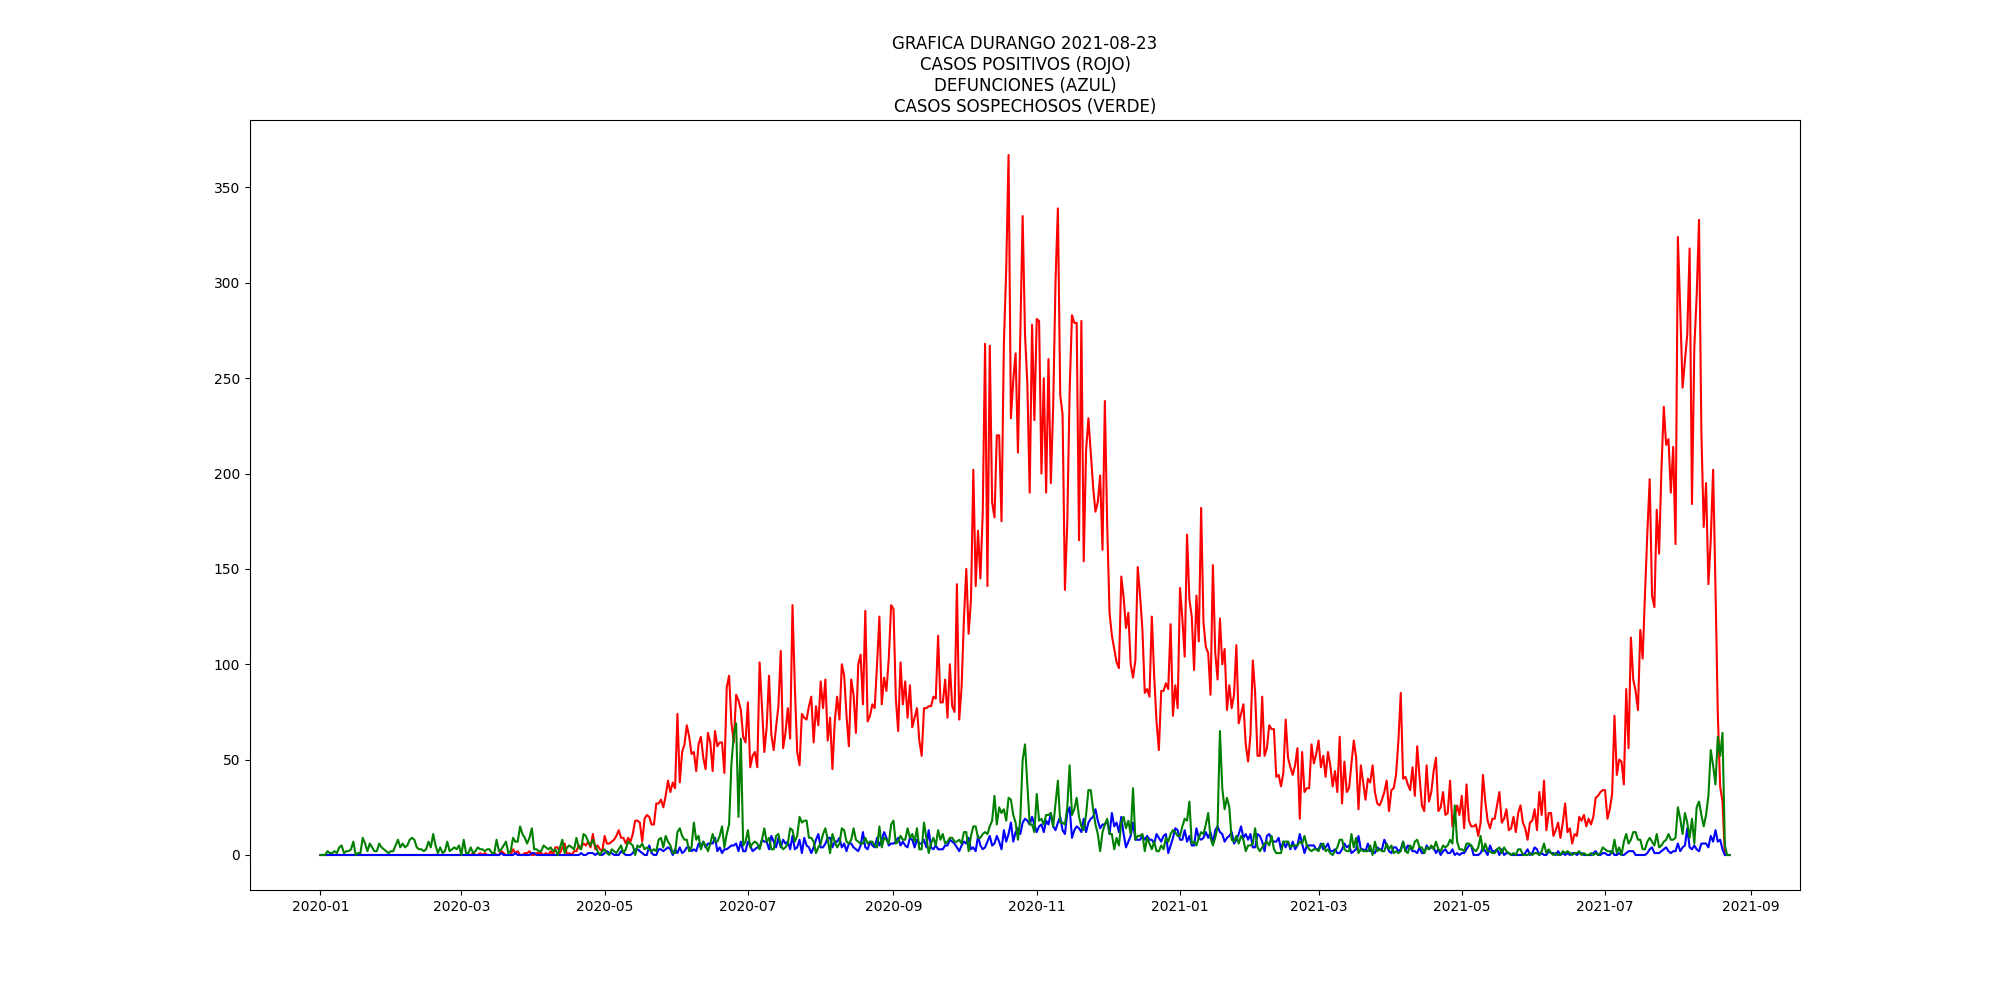 GRAFICA DURANGO 2021-08-23
CASOS POSITIVOS (ROJO)
DEFUNCIONES (AZUL)
CASOS SOSPECHOSOS (VERDE)
350
300
250
200
150
100
50
0
2020-01 2020-03 2020-05 2020-07 2020-09 2020-11 2021-01 2021-03 2021-05 2021-07 2021-09